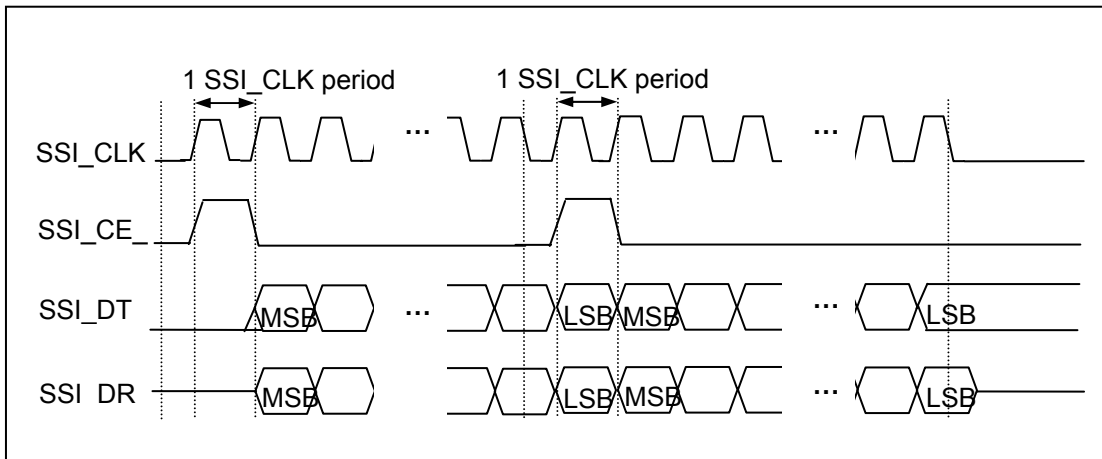 1 SSI_CLK period 1 SSI_CLK period
SSI_CLK ... ...
SSI_CE_
SSI_DT MSB ... LSB MSB ... LSB
SSI DR MSB LSB MSB ... LSB